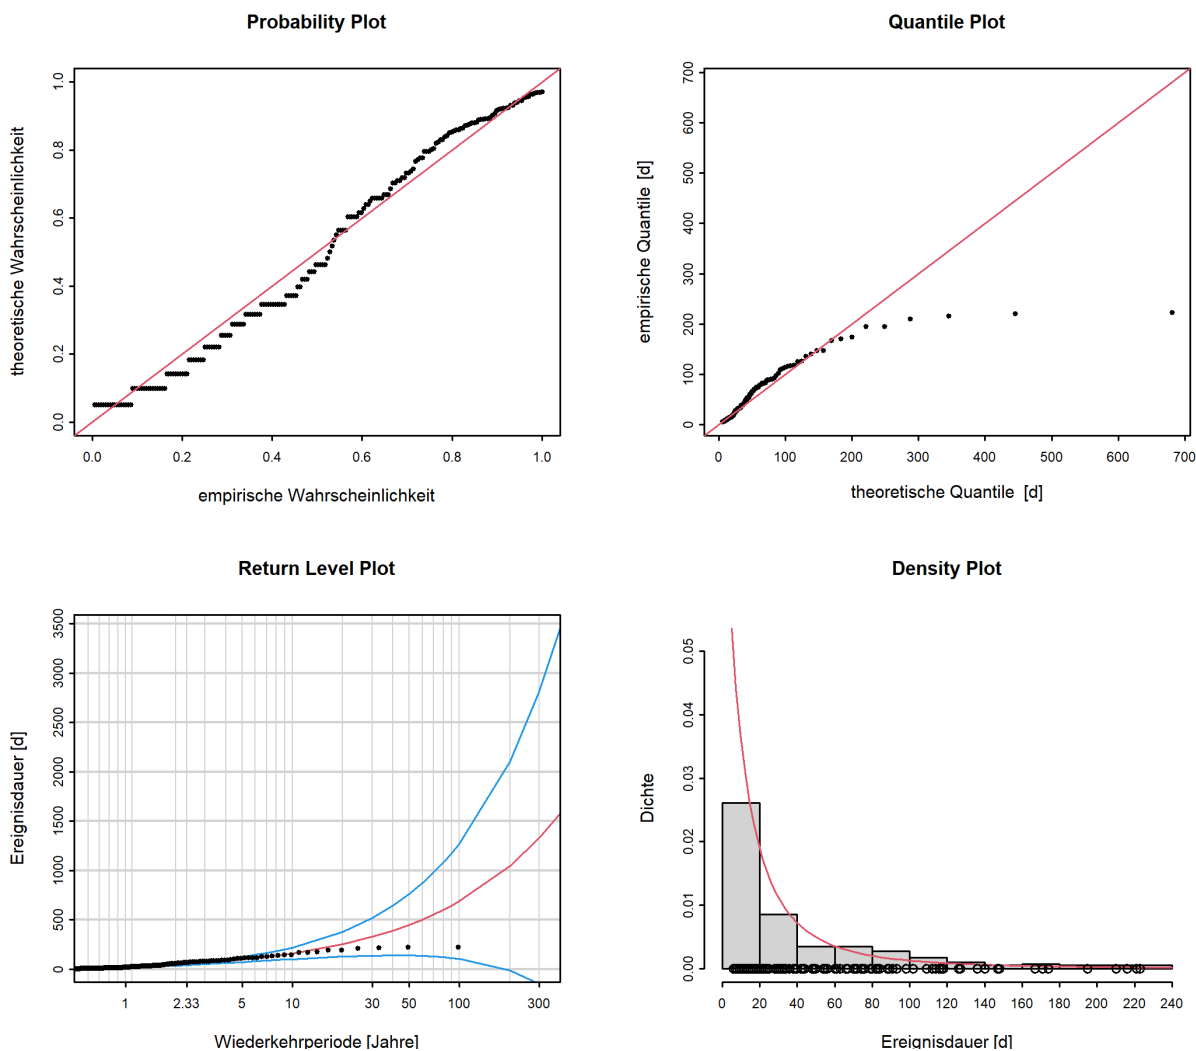 Probability Plot
theoretische Wahrscheinlichkeit
1.0
0.8
0.6
0.4
0.2
0.0
0.0 0.2 0.4 0.6 0.8 1.0
empirische Wahrscheinlichkeit
Quantile Plot
empirische Quantile [d]
700
600
500
400
300
200
100
0
0 100 200 300 400 500 600 700
theoretische Quantile [d]
Return Level Plot
Ereignisdauer [d]
3500
3000
2500
2000
1500
1000
500
0
1 2.33 5 10 30 50 100 300
Wiederkehrperiode [Jahre]
Density Plot
Dichte
0.05
0.04
0.03
0.02
0.01
0.00
0 20 40 60 80 100 120 140 160 180 200 220 240
Ereignisdauer [d]